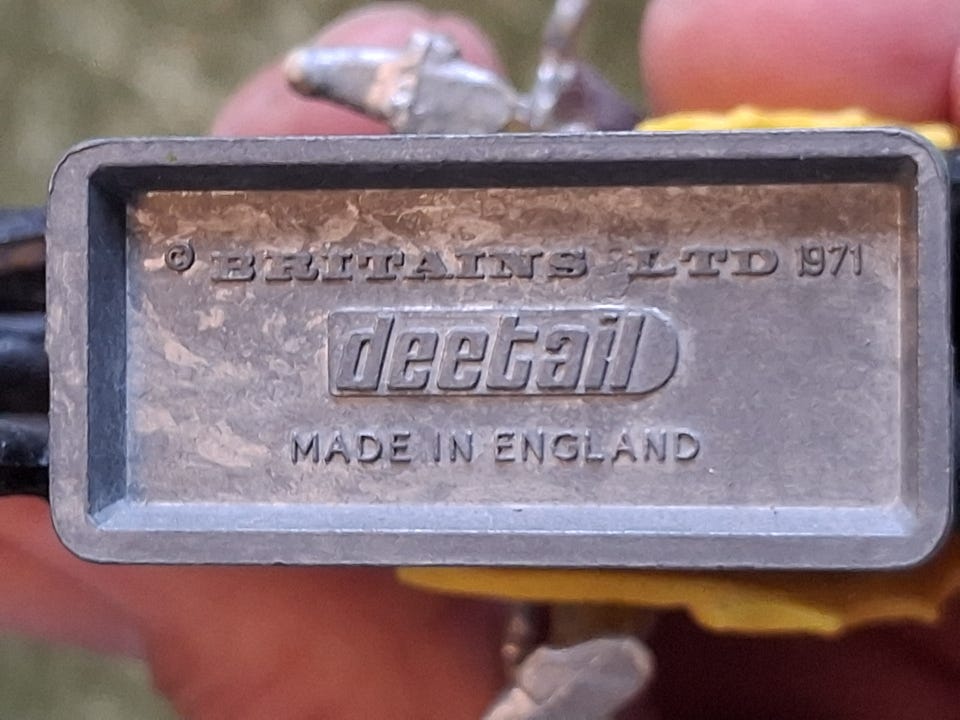 © BRITAINS LTD 1971
deetail
MADE IN ENGLAND